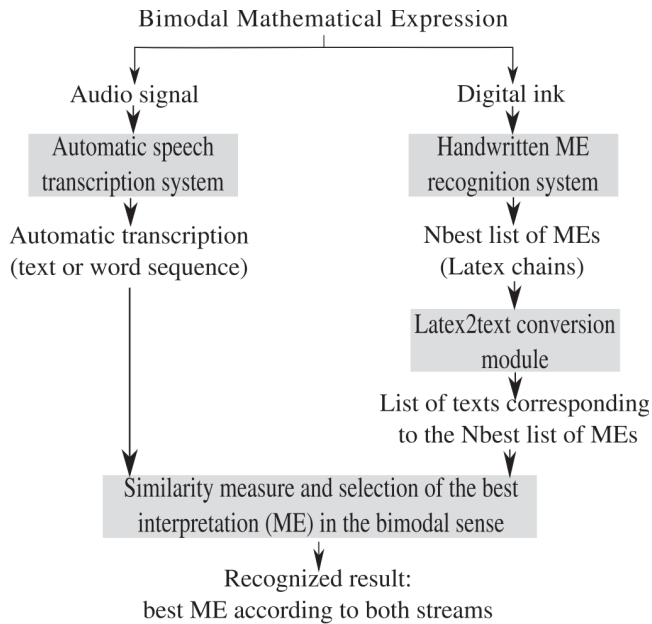 Bimodal Mathematical Expression
Audio signal
Automatic speech
transcription system
Automatic transcription
(text or word sequence)
Digital ink
Handwritten ME
recognition system
Nbest list of MEs
(Latex chains)
Latex2text conversion
module
List of texts corresponding
to the Nbest list of MEs
Similarity measure and selection of the best
interpretation (ME) in the bimodal sense
Recognized result:
best ME according to both streams